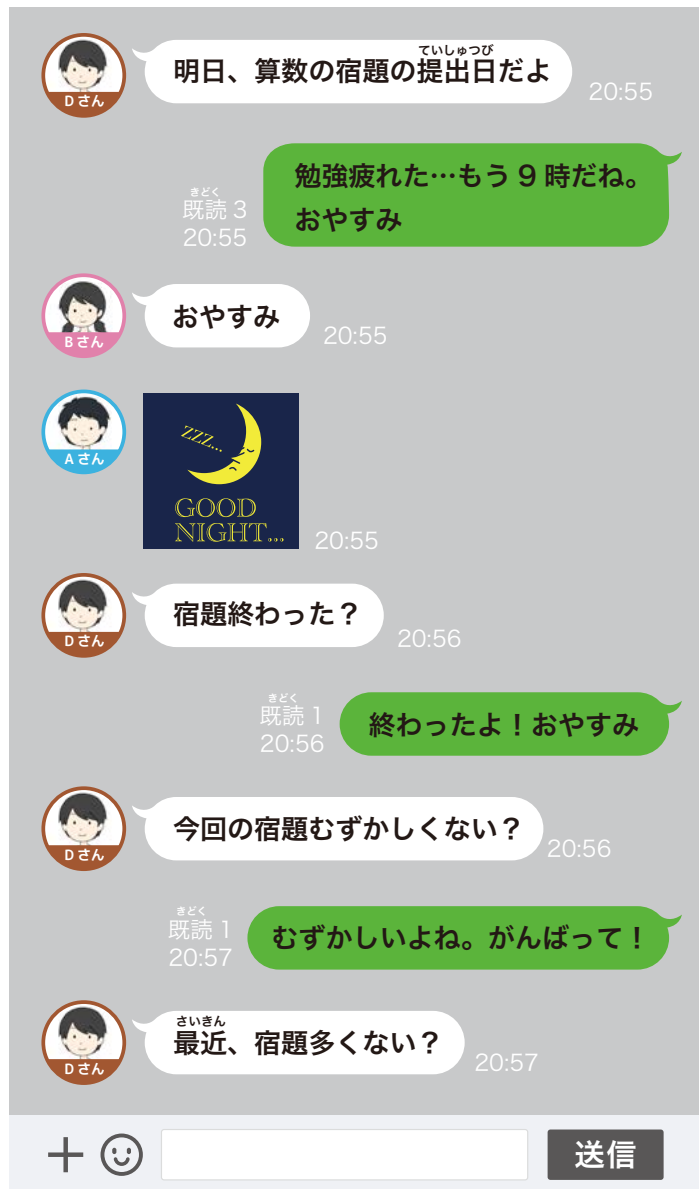 ていしゅつび
明日、算数の宿題の提出日だよ
Dさん
20:55
勉強疲れた…もう9時だね。
おやすみ
きどく
既読 3
20:55
おやすみ
Bさん
20:55
Aさん
ZZZ...
GOOD
NIGHT...
20:55
宿題終わった？
Dさん
20:56
きどく
既読 1
20:56
終わったよ！おやすみ
今回の宿題むずかしくない？
Dさん
20:56
きどく
既読 1
20:57
むずかしいよね。がんばって！
さいきん
最近、宿題多くない？
Dさん
20:57
送信